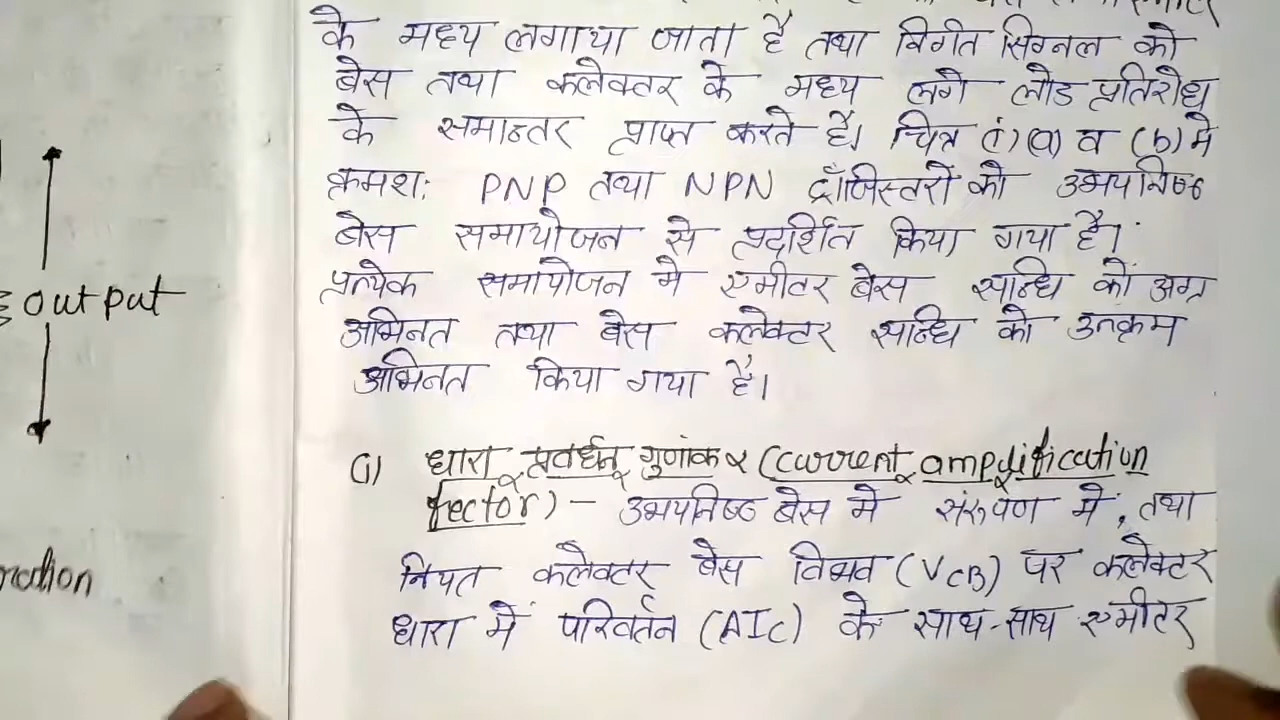 के मध्य लगाया जाता है तथा निर्गत सिग्नल को
बेस तथा कलेक्टर के मध्य लगे लोड प्रतिरोध
के समान्तर प्राप्त करते है। चित्र (i) (a) व (b) मे
क्रमशः PNP तथा NPN ट्राँजिस्तरो को उभयनिष्ठ
बेस समायोजन से प्रदर्शित किया गया है।
प्रत्येक समायोजन मे एमीटर बेस सन्धि को अग्र
अभिनत तथा बेस कलेक्टर सन्धि को उत्क्रम
अभिनत किया गया है।
output
(i) धारा प्रवर्धन गुणांक α (current amplification
fector) – उभयनिष्ठ बेस मे संरूपण में, तथा
नियत कलेक्टर बेस विभव (VCB) पर कलेक्टर
धारा में परिवर्तन (ΔIc) के साथ-साथ एमीटर